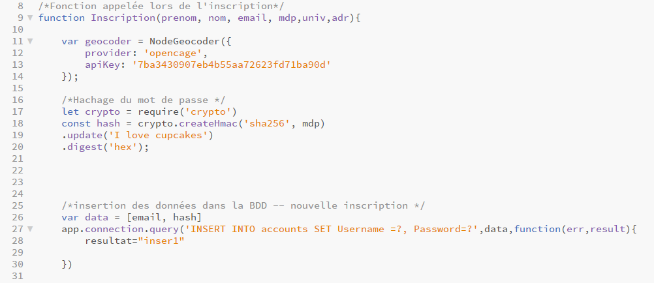 8 /*Fonction appelée lors de l'inscription*/
9 function Inscription(prenom, nom, email, mdp,univ,adr){
10
11 var geocoder = NodeGeocoder({
12 provider: 'opencage',
13 apiKey: '7ba3430907eb4b55aa72623fd71ba90d'
14 });
15
16 /*Hachage du mot de passe */
17 let crypto = require('crypto')
18 const hash = crypto.createHmac('sha256', mdp)
19 .update('I love cupcakes')
20 .digest('hex');
21
22
23
24
25 /*insertion des données dans la BDD -- nouvelle inscription */
26 var data = [email, hash]
27 app.connection.query('INSERT INTO accounts SET Username =?, Password=?',data,function(err,result){
28 resultat="inser1"
29
30 })
31